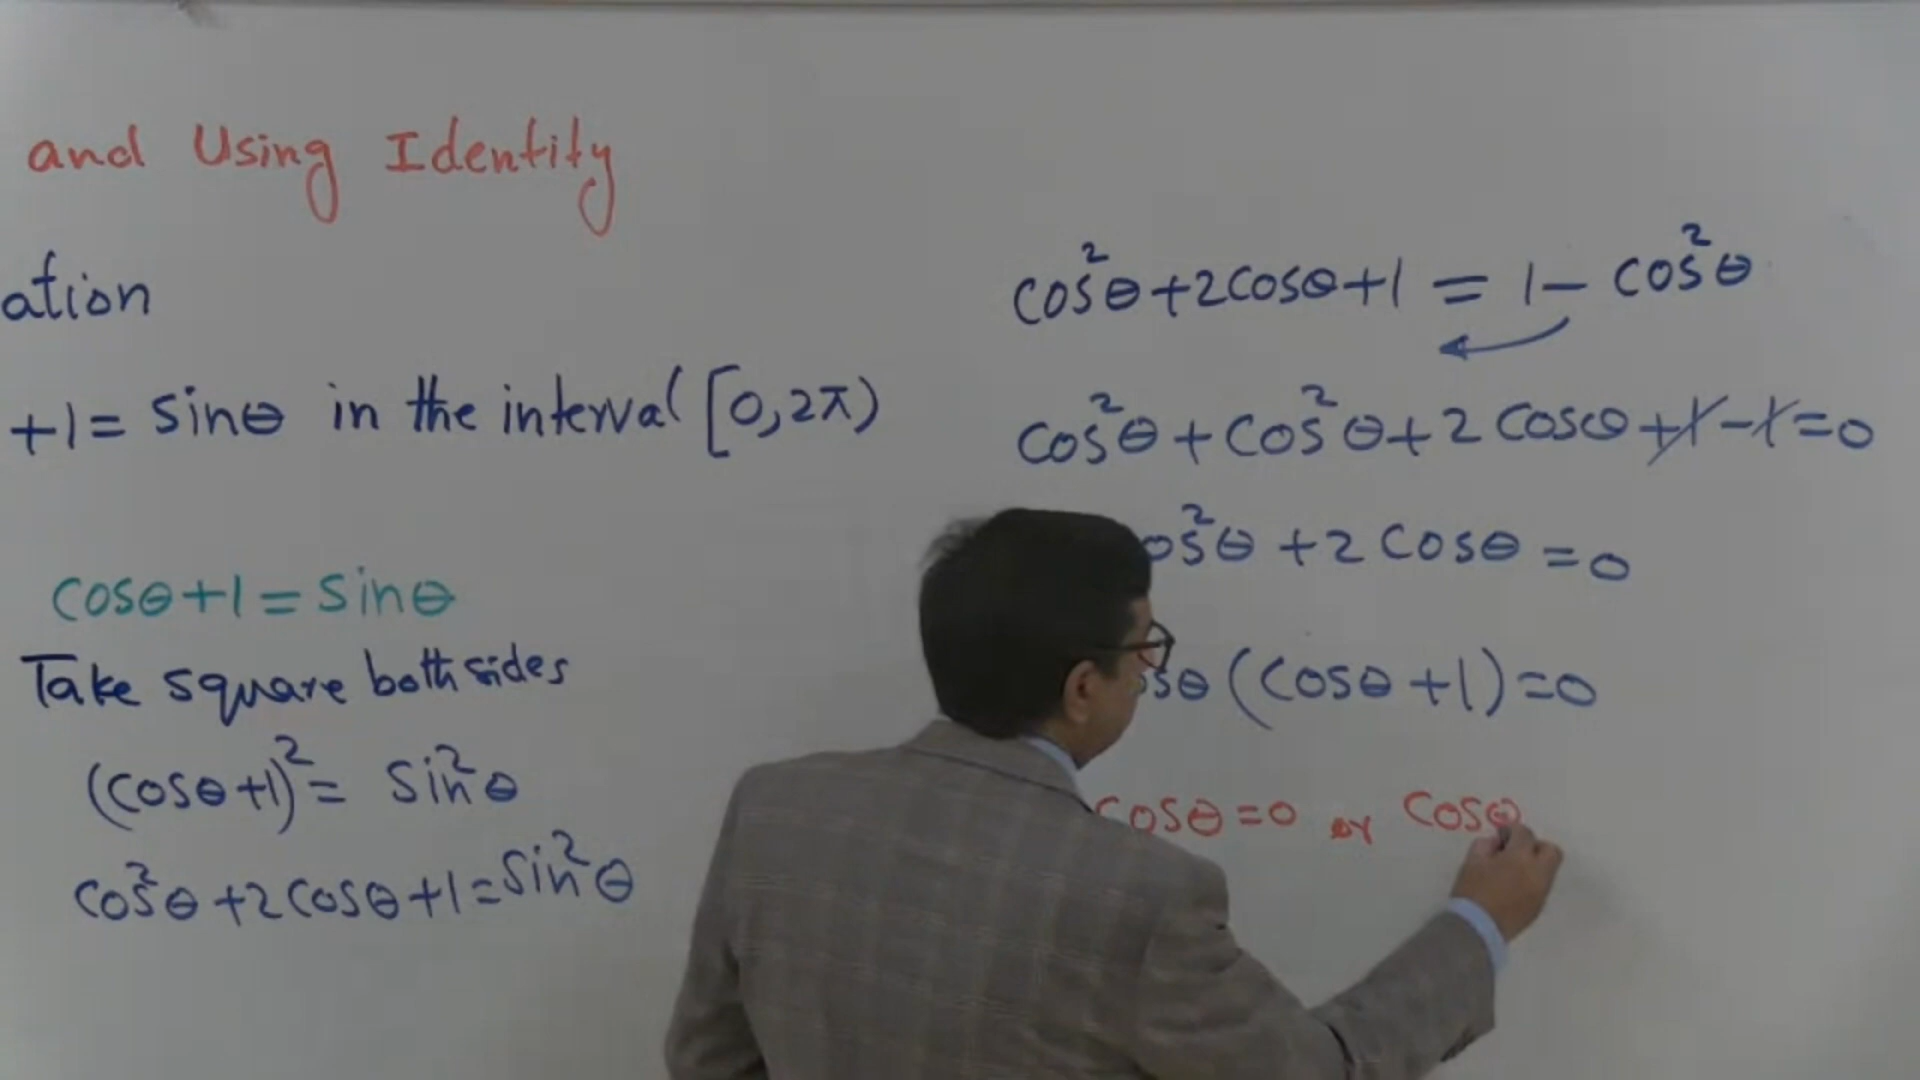 and Using Identity
ation
+1 = sinθ in the interval [0,2π)
cosθ+1 = sinθ
Take square both sides
(cosθ+1)² = sin²θ
cos²θ+2cosθ+1 = sin²θ
cos²θ+2cosθ+1 = 1-cos²θ
cos²θ+cos²θ+2cosθ+1-1=0
os²θ+2cosθ=0
sθ(cosθ+1)=0
cosθ=0 or cosθ